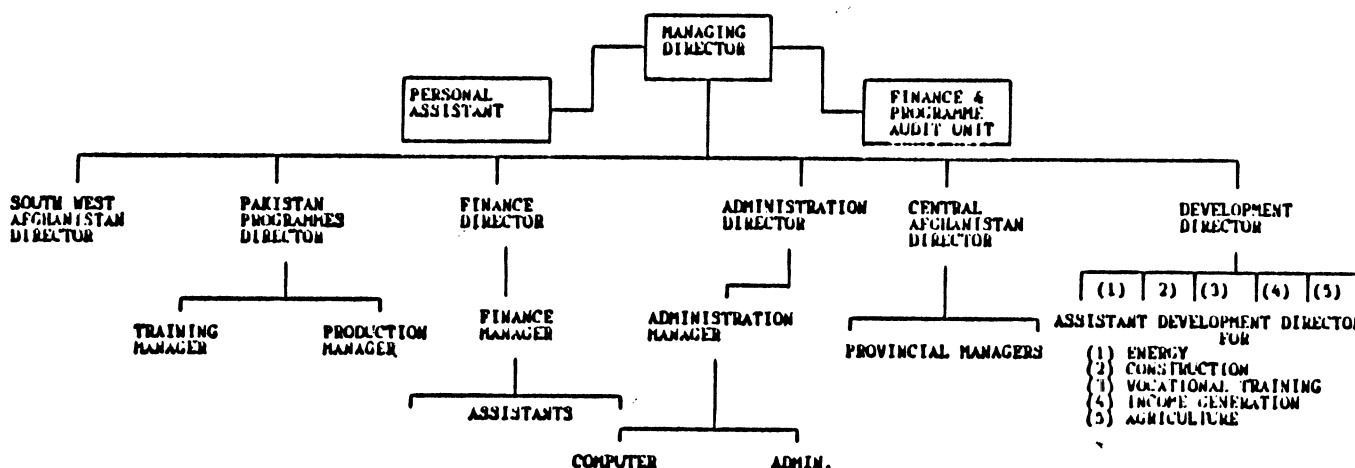 MANAGING
DIRECTOR
PERSONAL
ASSISTANT
FINANCE &
PROGRAMME
AUDIT UNIT
SOUTH WEST
AFGHANISTAN
DIRECTOR
PAKISTAN
PROGRAMMES
DIRECTOR
FINANCE
DIRECTOR
ADMINISTRATION
DIRECTOR
CENTRAL
AFGHANISTAN
DIRECTOR
DEVELOPMENT
DIRECTOR
TRAINING
MANAGER
PRODUCTION
MANAGER
FINANCE
MANAGER
ADMINISTRATION
MANAGER
PROVINCIAL MANAGERS
(1) 2) (3) (4) (5)
ASSISTANT DEVELOPMENT DIRECTO
FOR
(1) ENERGY
(2) CONSTRUCTION
(3) VOCATIONAL TRAINING
(4) INCOME GENERATION
(5) AGRICULTURE
ASSISTANTS
COMPUTER
ADMIN.